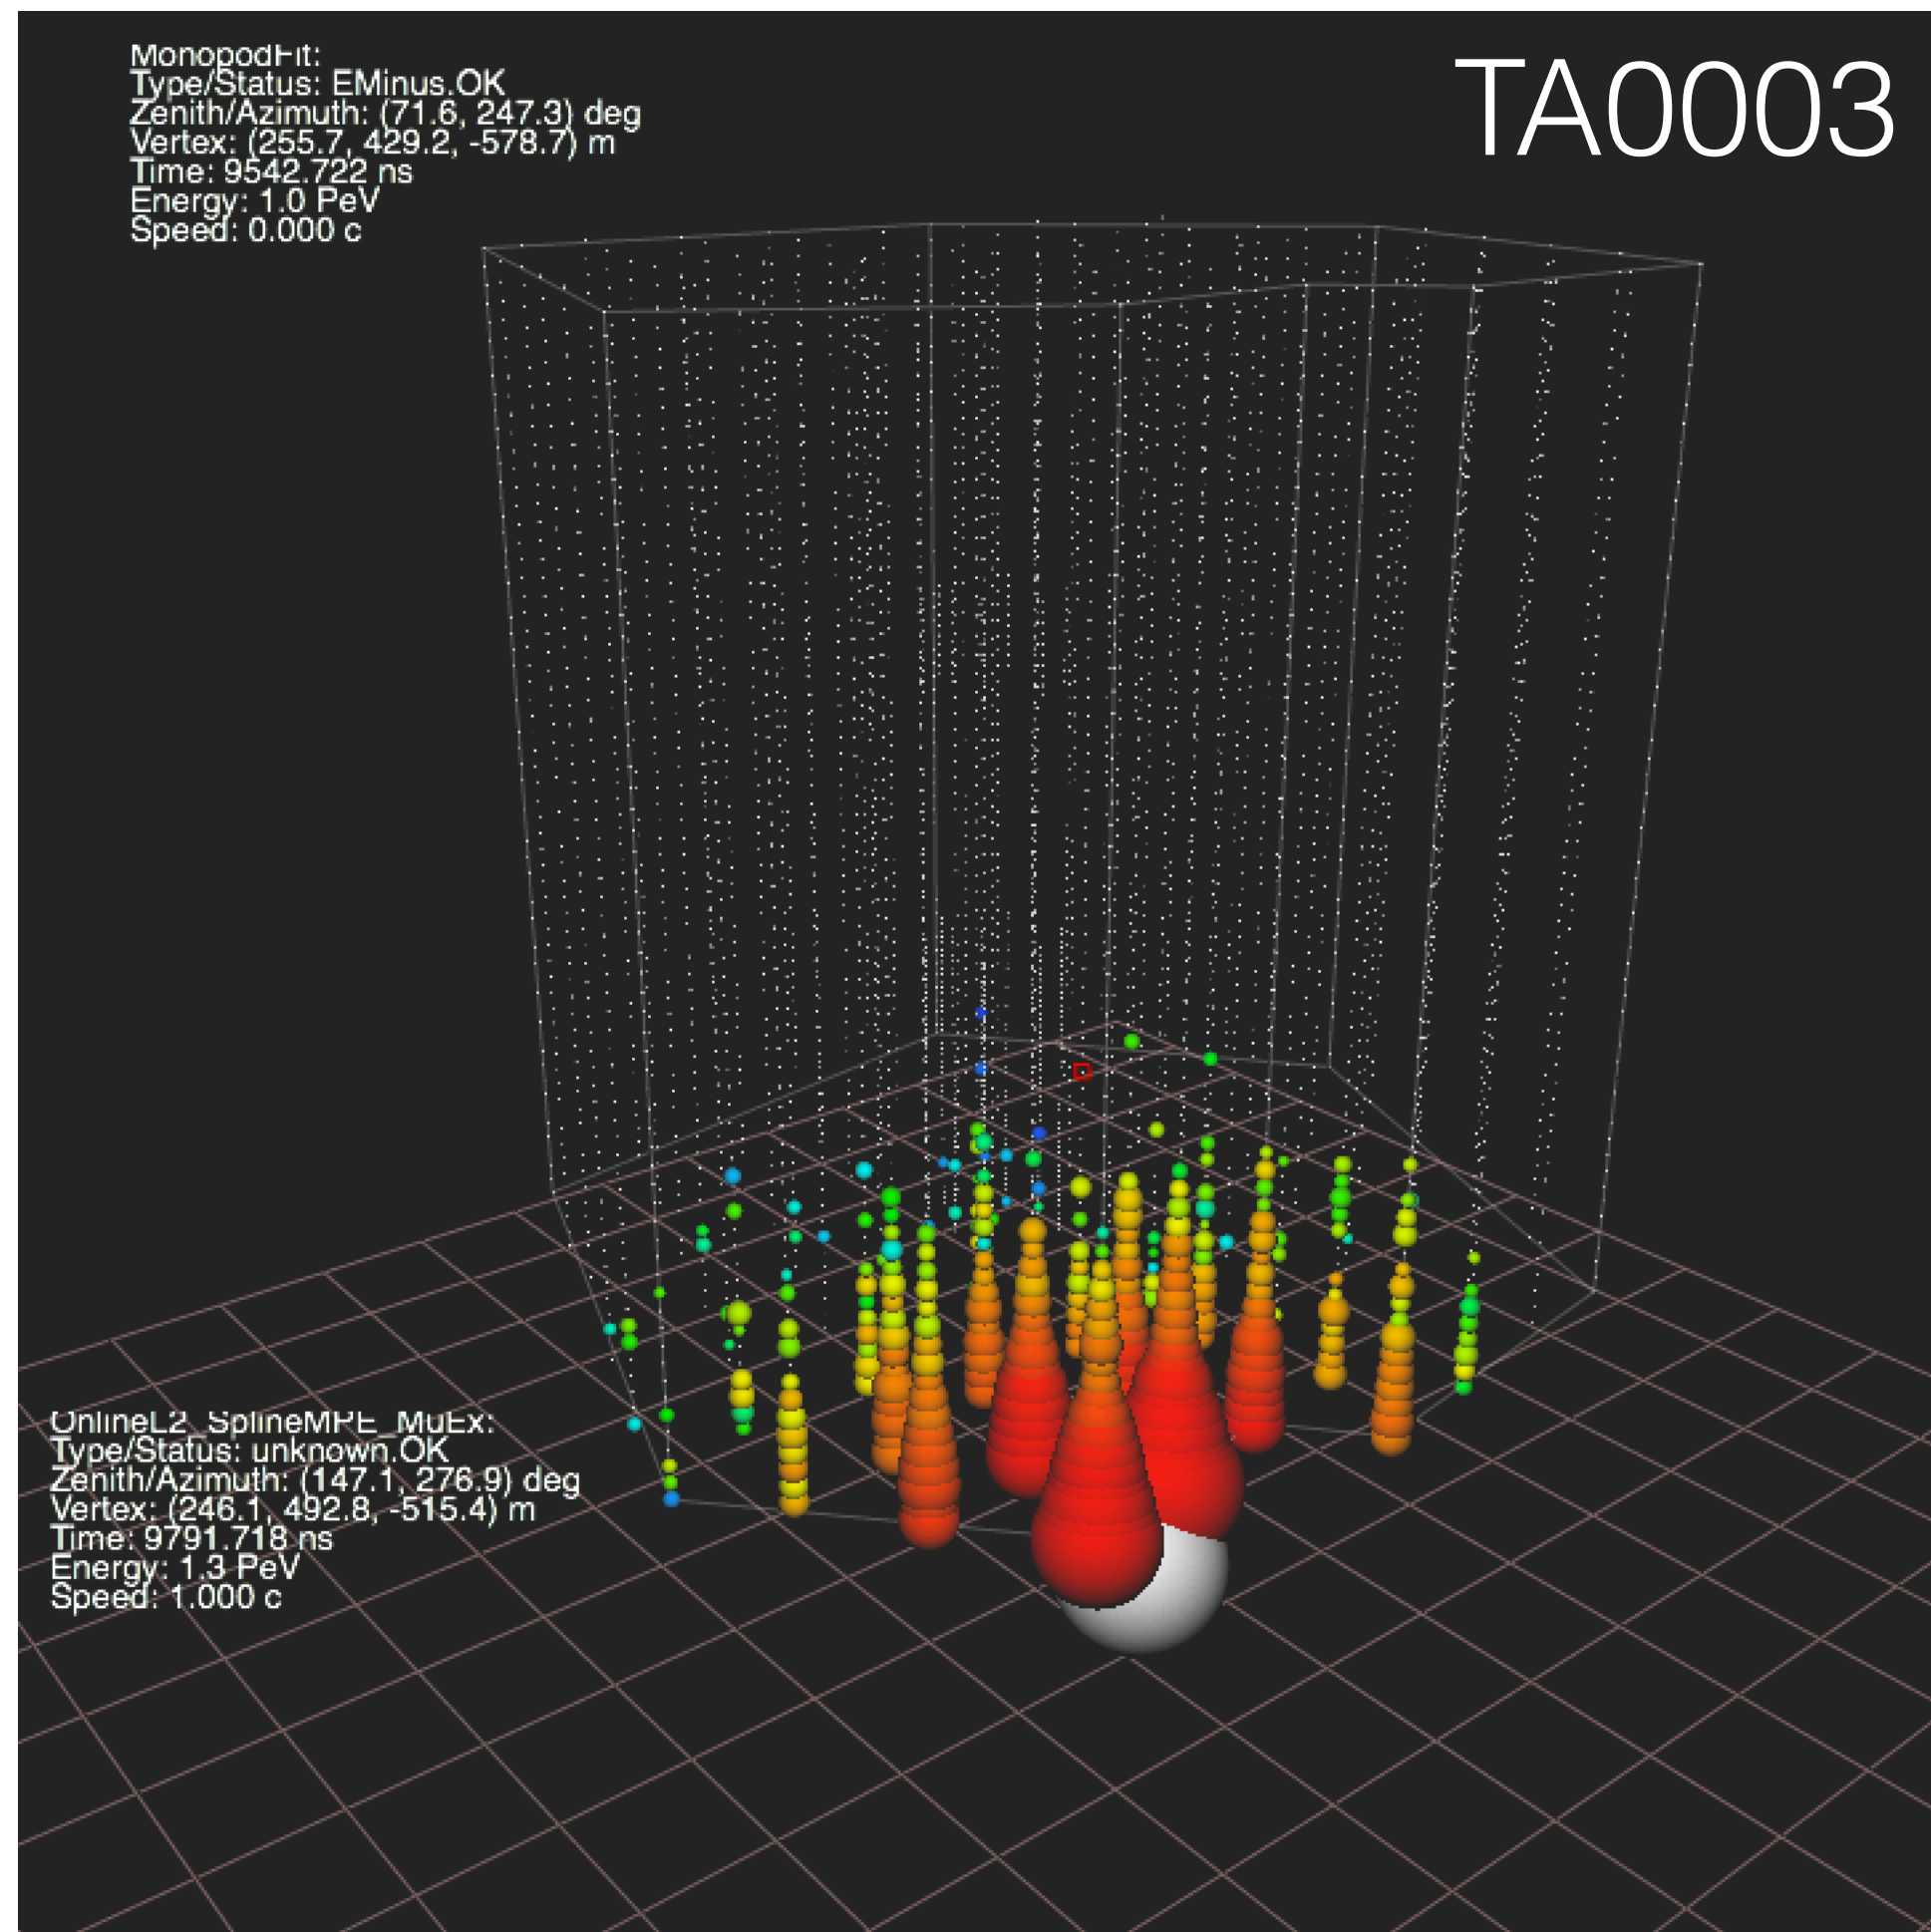 MonopodFit:
Type/Status: EMinus.OK
Zenith/Azimuth: (71.6, 247.3) deg
Vertex: (255.7, 429.2, -578.7) m
Time: 9542.722 ns
Energy: 1.0 PeV
Speed: 0.000 c
TA0003
OnlineL2_SplineMPE_MuEx:
Type/Status: unknown.OK
Zenith/Azimuth: (147.1, 276.9) deg
Vertex: (246.1, 492.8, -515.4) m
Time: 9791.718 ns
Energy: 1.3 PeV
Speed: 1.000 c